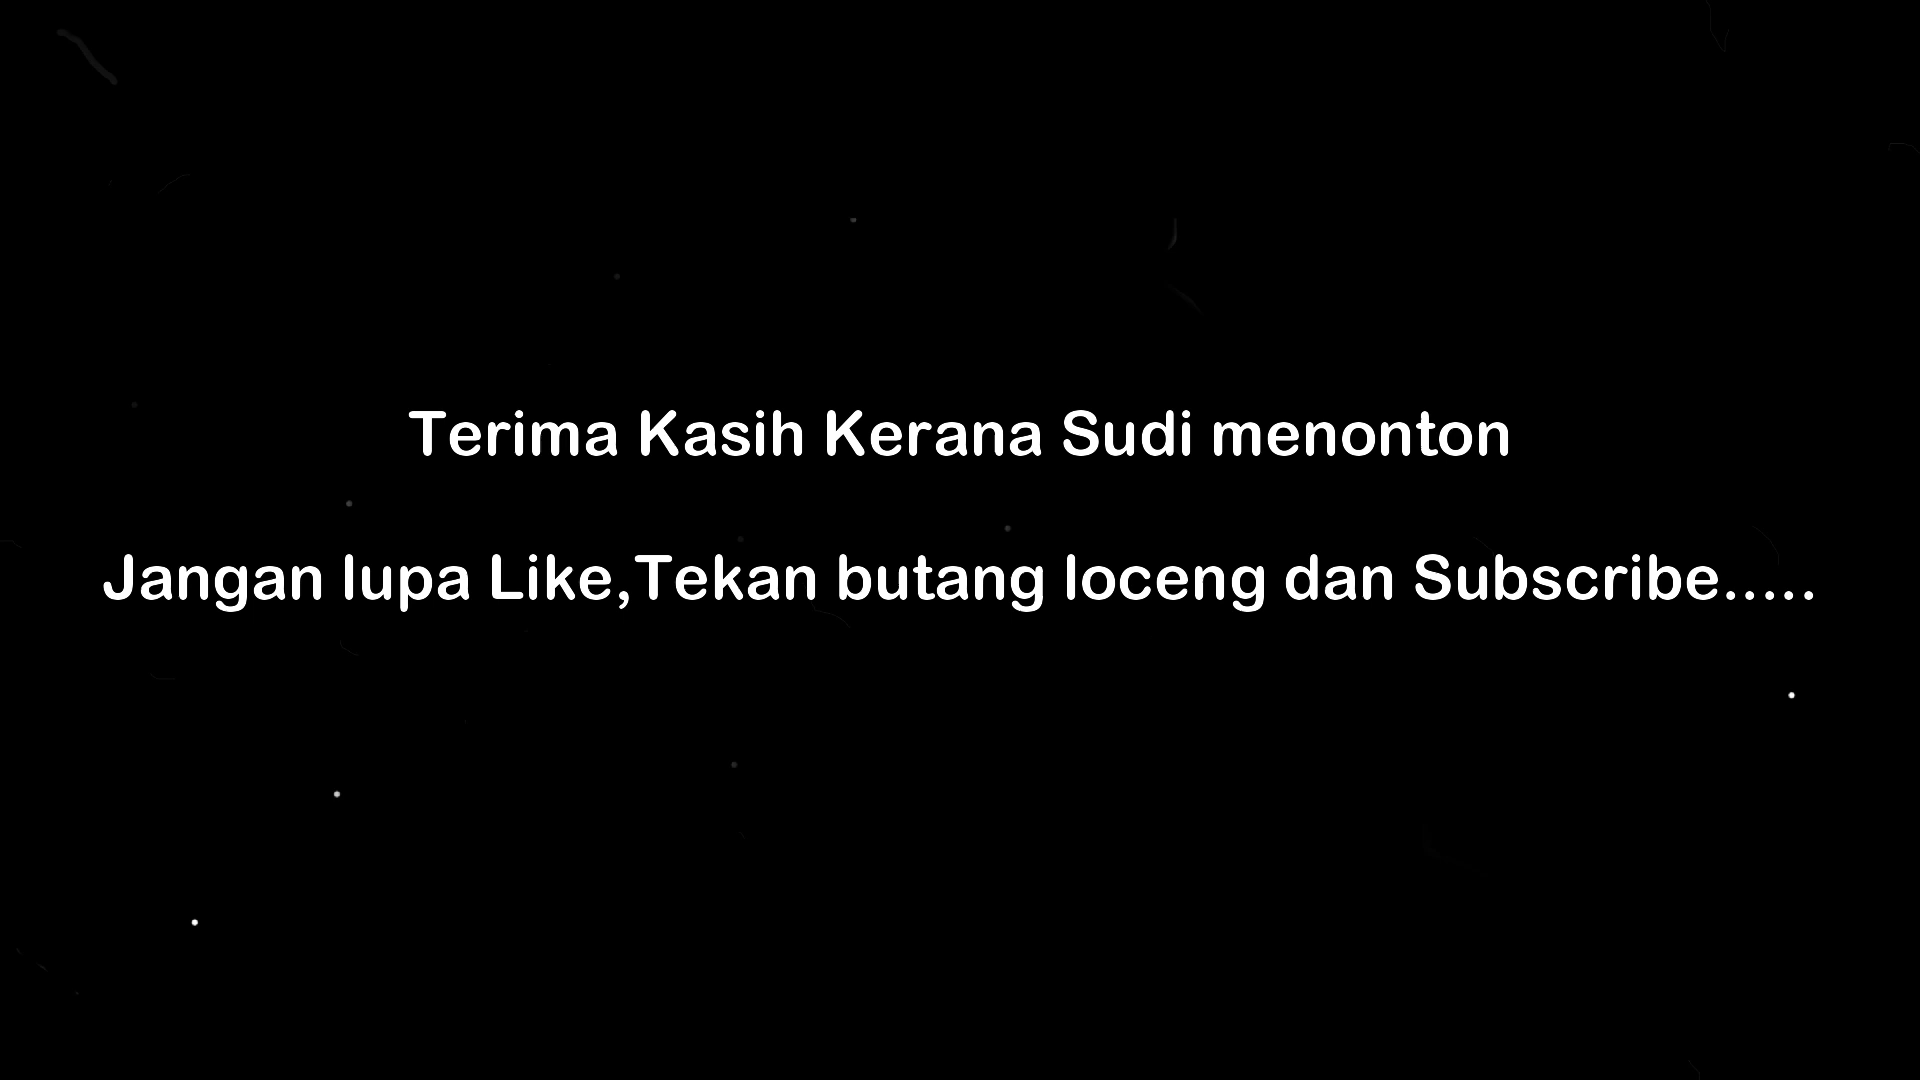 Terima Kasih Kerana Sudi menonton
Jangan lupa Like,Tekan butang loceng dan Subscribe.....